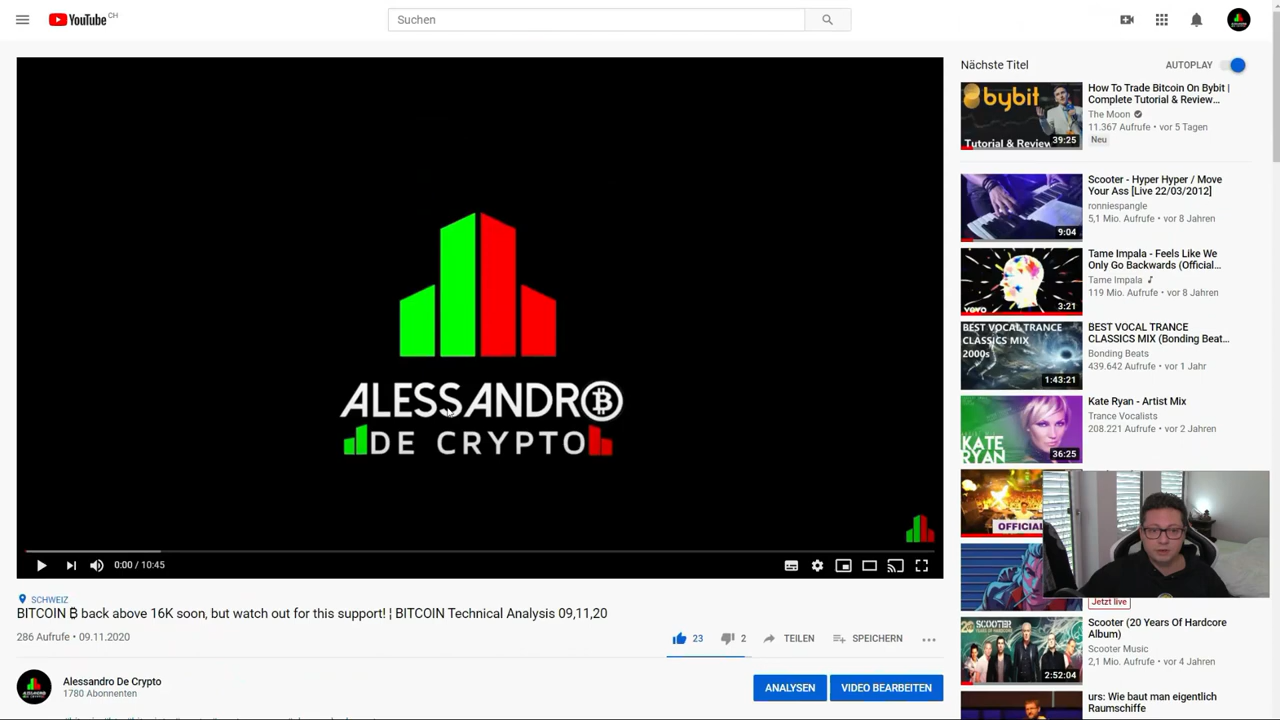 YouTube CH
Suchen
ALESSANDRO
DE CRYPTO
0:00 / 10:45
SCHWEIZ
BITCOIN ₿ back above 16K soon, but watch out for this support! | BITCOIN Technical Analysis 09,11,20
286 Aufrufe • 09.11.2020
23
2
TEILEN
SPEICHERN
Alessandro De Crypto
1780 Abonnenten
ANALYSEN
VIDEO BEARBEITEN
Nächste Titel
AUTOPLAY
bybit
Tutorial & Review
39:25
How To Trade Bitcoin On Bybit |
Complete Tutorial & Review...
The Moon
11.367 Aufrufe • vor 5 Tagen
Neu
9:04
Scooter - Hyper Hyper / Move
Your Ass [Live 22/03/2012]
ronniespangle
5,1 Mio. Aufrufe • vor 8 Jahren
vevo
3:21
Tame Impala - Feels Like We
Only Go Backwards (Official...
Tame Impala
119 Mio. Aufrufe • vor 8 Jahren
BEST VOCAL TRANCE
CLASSICS MIX
2000s
1:43:21
BEST VOCAL TRANCE
CLASSICS MIX (Bonding Beat...
Bonding Beats
439.642 Aufrufe • vor 1 Jahr
KATE
RYAN
36:25
Kate Ryan - Artist Mix
Trance Vocalists
208.221 Aufrufe • vor 2 Jahren
OFFICIAL
Jetzt live
SCOOTER
20 YEARS OF HARDCORE
2:52:04
Scooter (20 Years Of Hardcore
Album)
Scooter Music
2,1 Mio. Aufrufe • vor 4 Jahren
urs: Wie baut man eigentlich
Raumschiffe